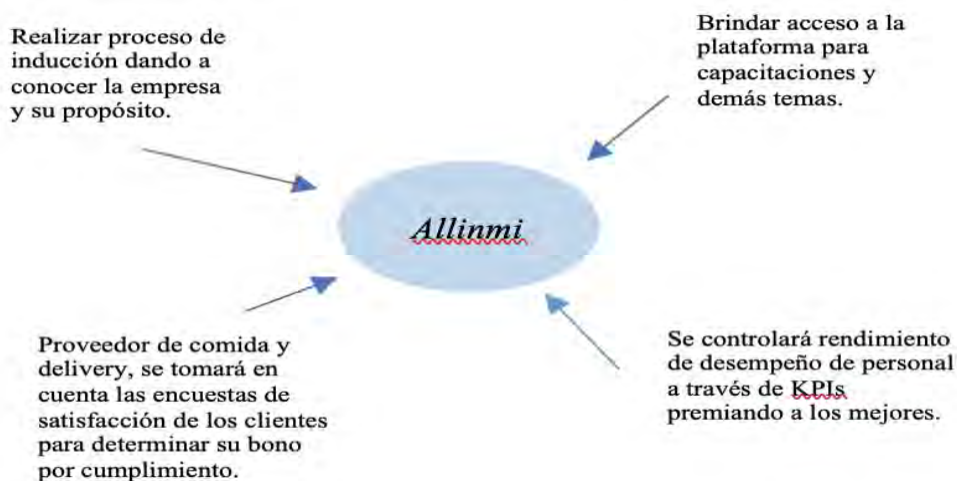 Realizar proceso de
inducción dando a
conocer la empresa
y su propósito.
Brindar acceso a la
plataforma para
capacitaciones y
demás temas.
Allinmi
Proveedor de comida y
delivery, se tomará en
cuenta las encuestas de
satisfacción de los clientes
para determinar su bono
por cumplimiento.
Se controlará rendimiento
de desempeño de personal
a través de KPIs
premiando a los mejores.